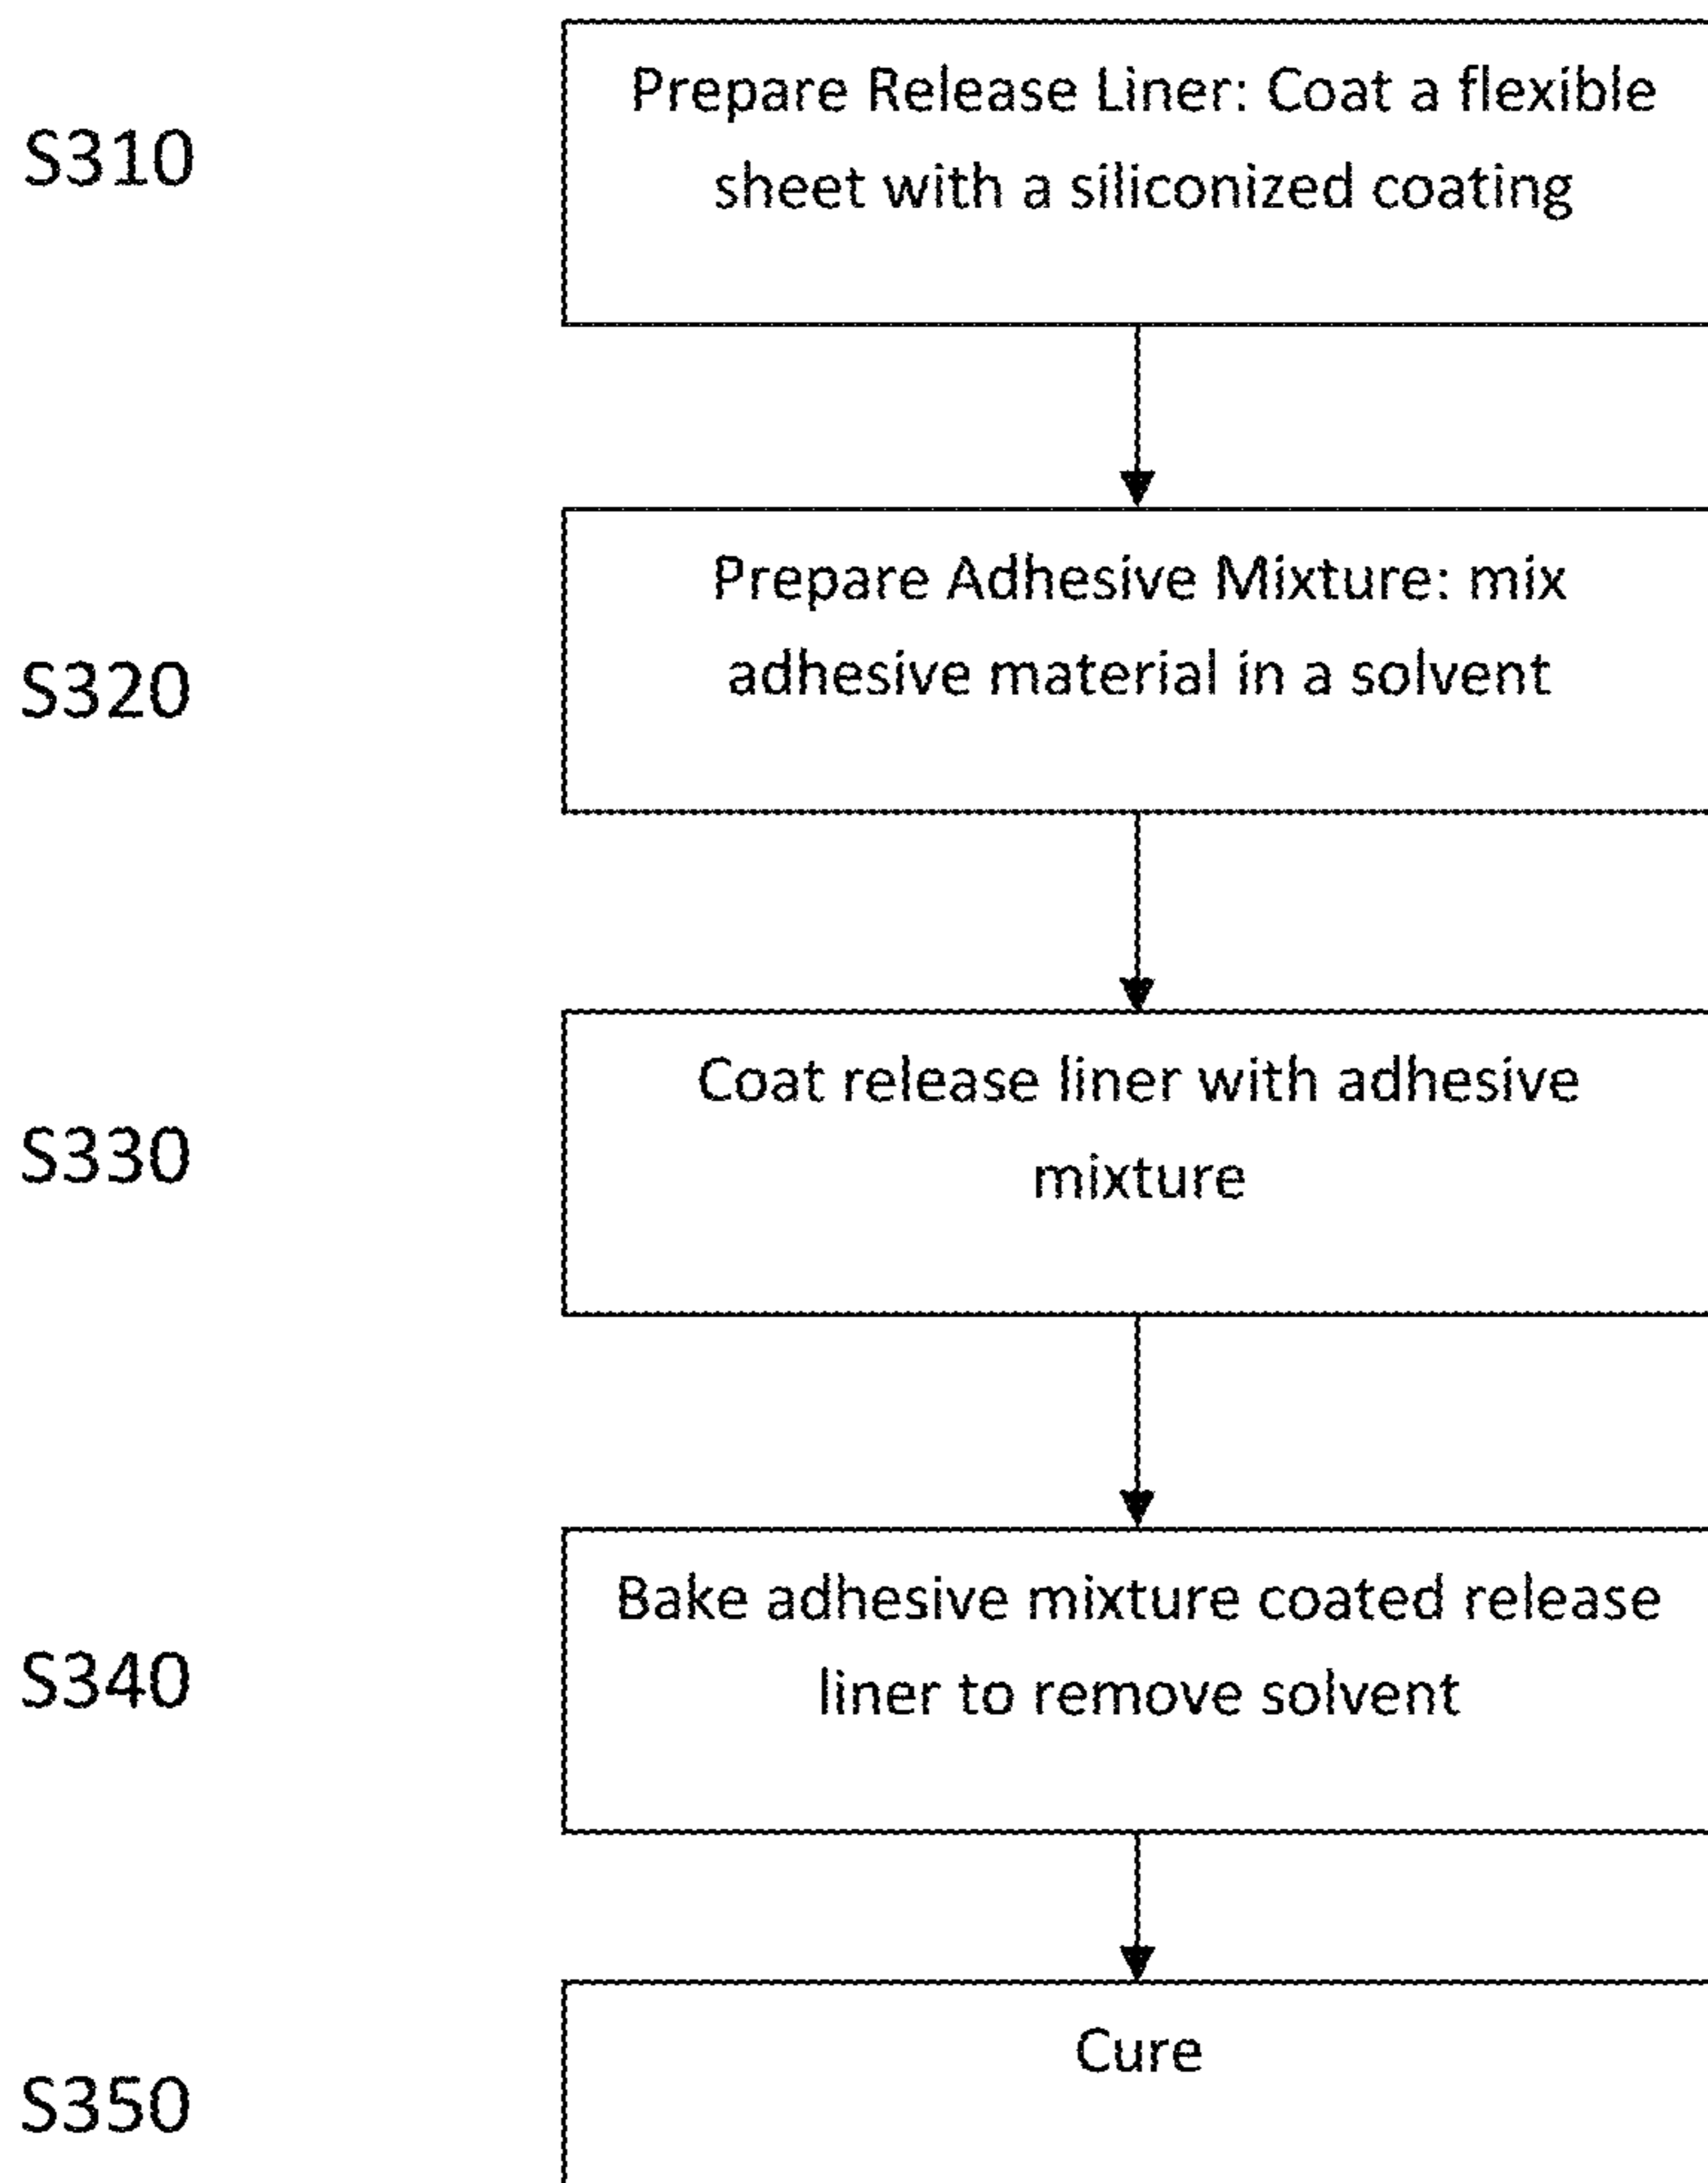 S310
Prepare Release Liner: Coat a flexible
sheet with a siliconized coating
S320
Prepare Adhesive Mixture: mix
adhesive material in a solvent
S330
Coat release liner with adhesive
mixture
S340
Bake adhesive mixture coated release
liner to remove solvent
S350
Cure